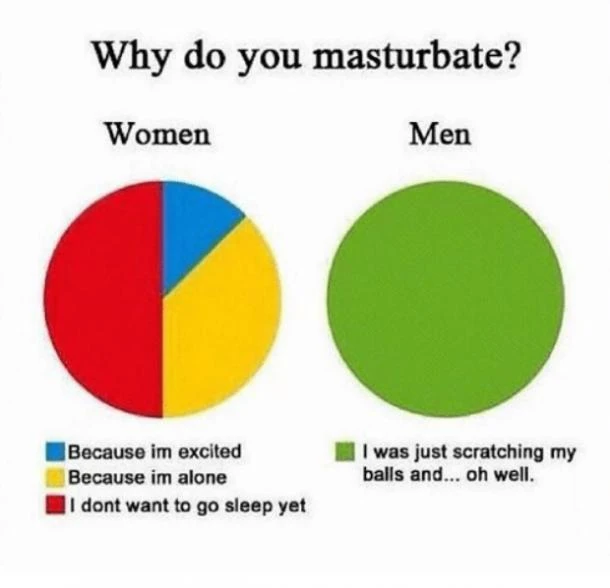 Why do you masturbate?
Women
Men
Because im excited
Because im alone
I dont want to go sleep yet
I was just scratching my
balls and... oh well.